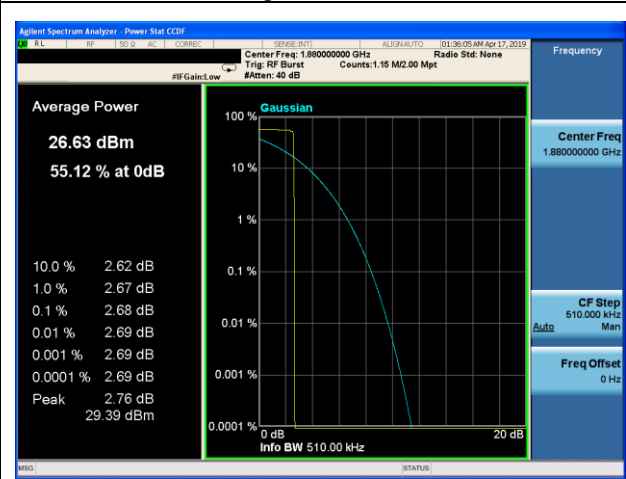 Agilent Spectrum Analyzer - Power Stat CCDF
RL RF 50 Ω AC CORREC SENSE:INT ALIGNAUTO 01:36:05 AM Apr 17, 2019
Center Freq: 1.880000000 GHz Radio Std: None
Trig: RF Burst Counts:1.15 M/2.00 Mpt
#IFGain:Low #Atten: 40 dB
Frequency
Average Power
26.63 dBm
55.12 % at 0dB
10.0 % 2.62 dB
1.0 % 2.67 dB
0.1 % 2.68 dB
0.01 % 2.69 dB
0.001 % 2.69 dB
0.0001 % 2.69 dB
Peak 2.76 dB
29.39 dBm
Gaussian
100 %
10 %
1 %
0.1 %
0.01 %
0.001 %
0.0001 %
0 dB 20 dB
Info BW 510.00 kHz
Center Freq
1.880000000 GHz
CF Step
510.000 kHz
Auto Man
Freq Offset
0 Hz
MSG STATUS